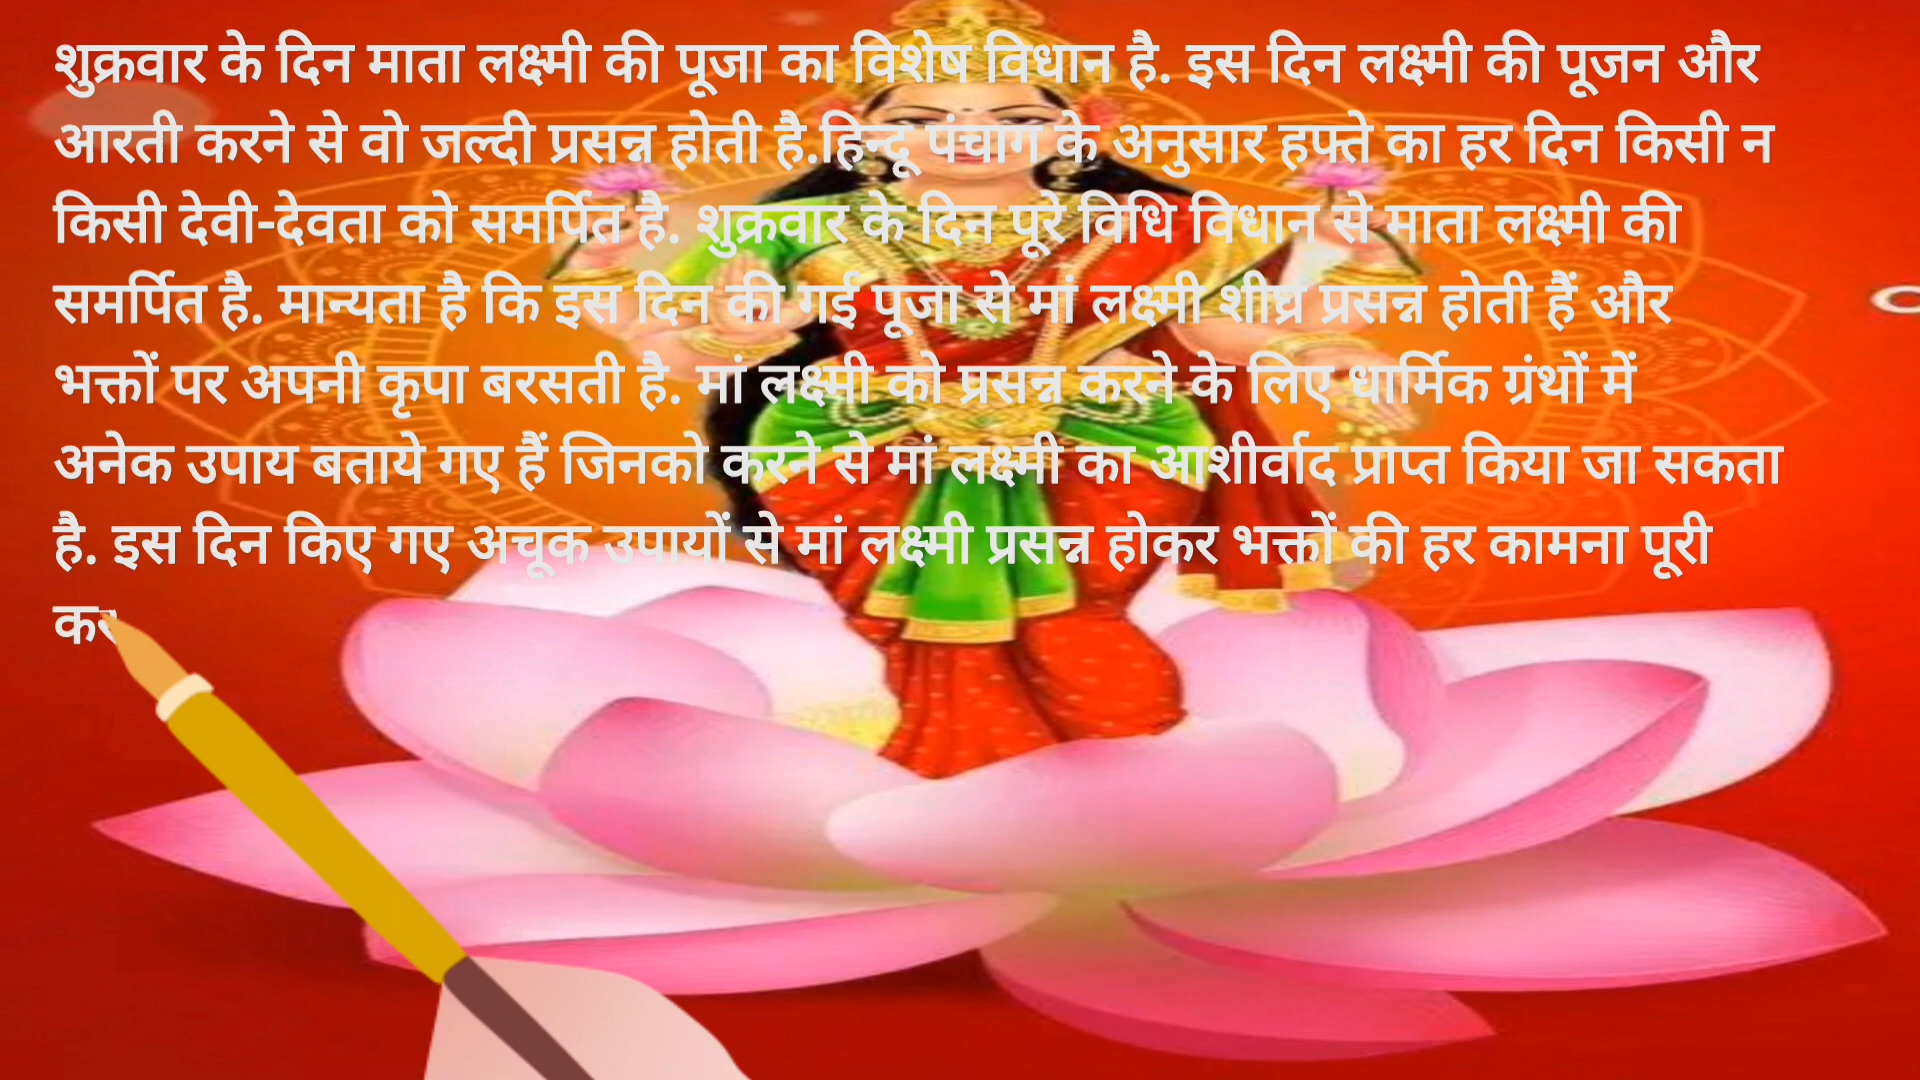 शुक्रवार के दिन माता लक्ष्मी की पूजा का विशेष विधान है. इस दिन लक्ष्मी की पूजन और
आरती करने से वो जल्दी प्रसन्न होती है.हिन्दू पंचाग के अनुसार हफ्ते का हर दिन किसी न
किसी देवी-देवता को समर्पित है. शुक्रवार के दिन पूरे विधि विधान से माता लक्ष्मी की
समर्पित है. मान्यता है कि इस दिन की गई पूजा से मां लक्ष्मी शीघ्र प्रसन्न होती हैं और
भक्तों पर अपनी कृपा बरसती है. मां लक्ष्मी को प्रसन्न करने के लिए धार्मिक ग्रंथों में
अनेक उपाय बताये गए हैं जिनको करने से मां लक्ष्मी का आशीर्वाद प्राप्त किया जा सकता
है. इस दिन किए गए अचूक उपायों से मां लक्ष्मी प्रसन्न होकर भक्तों की हर कामना पूरी